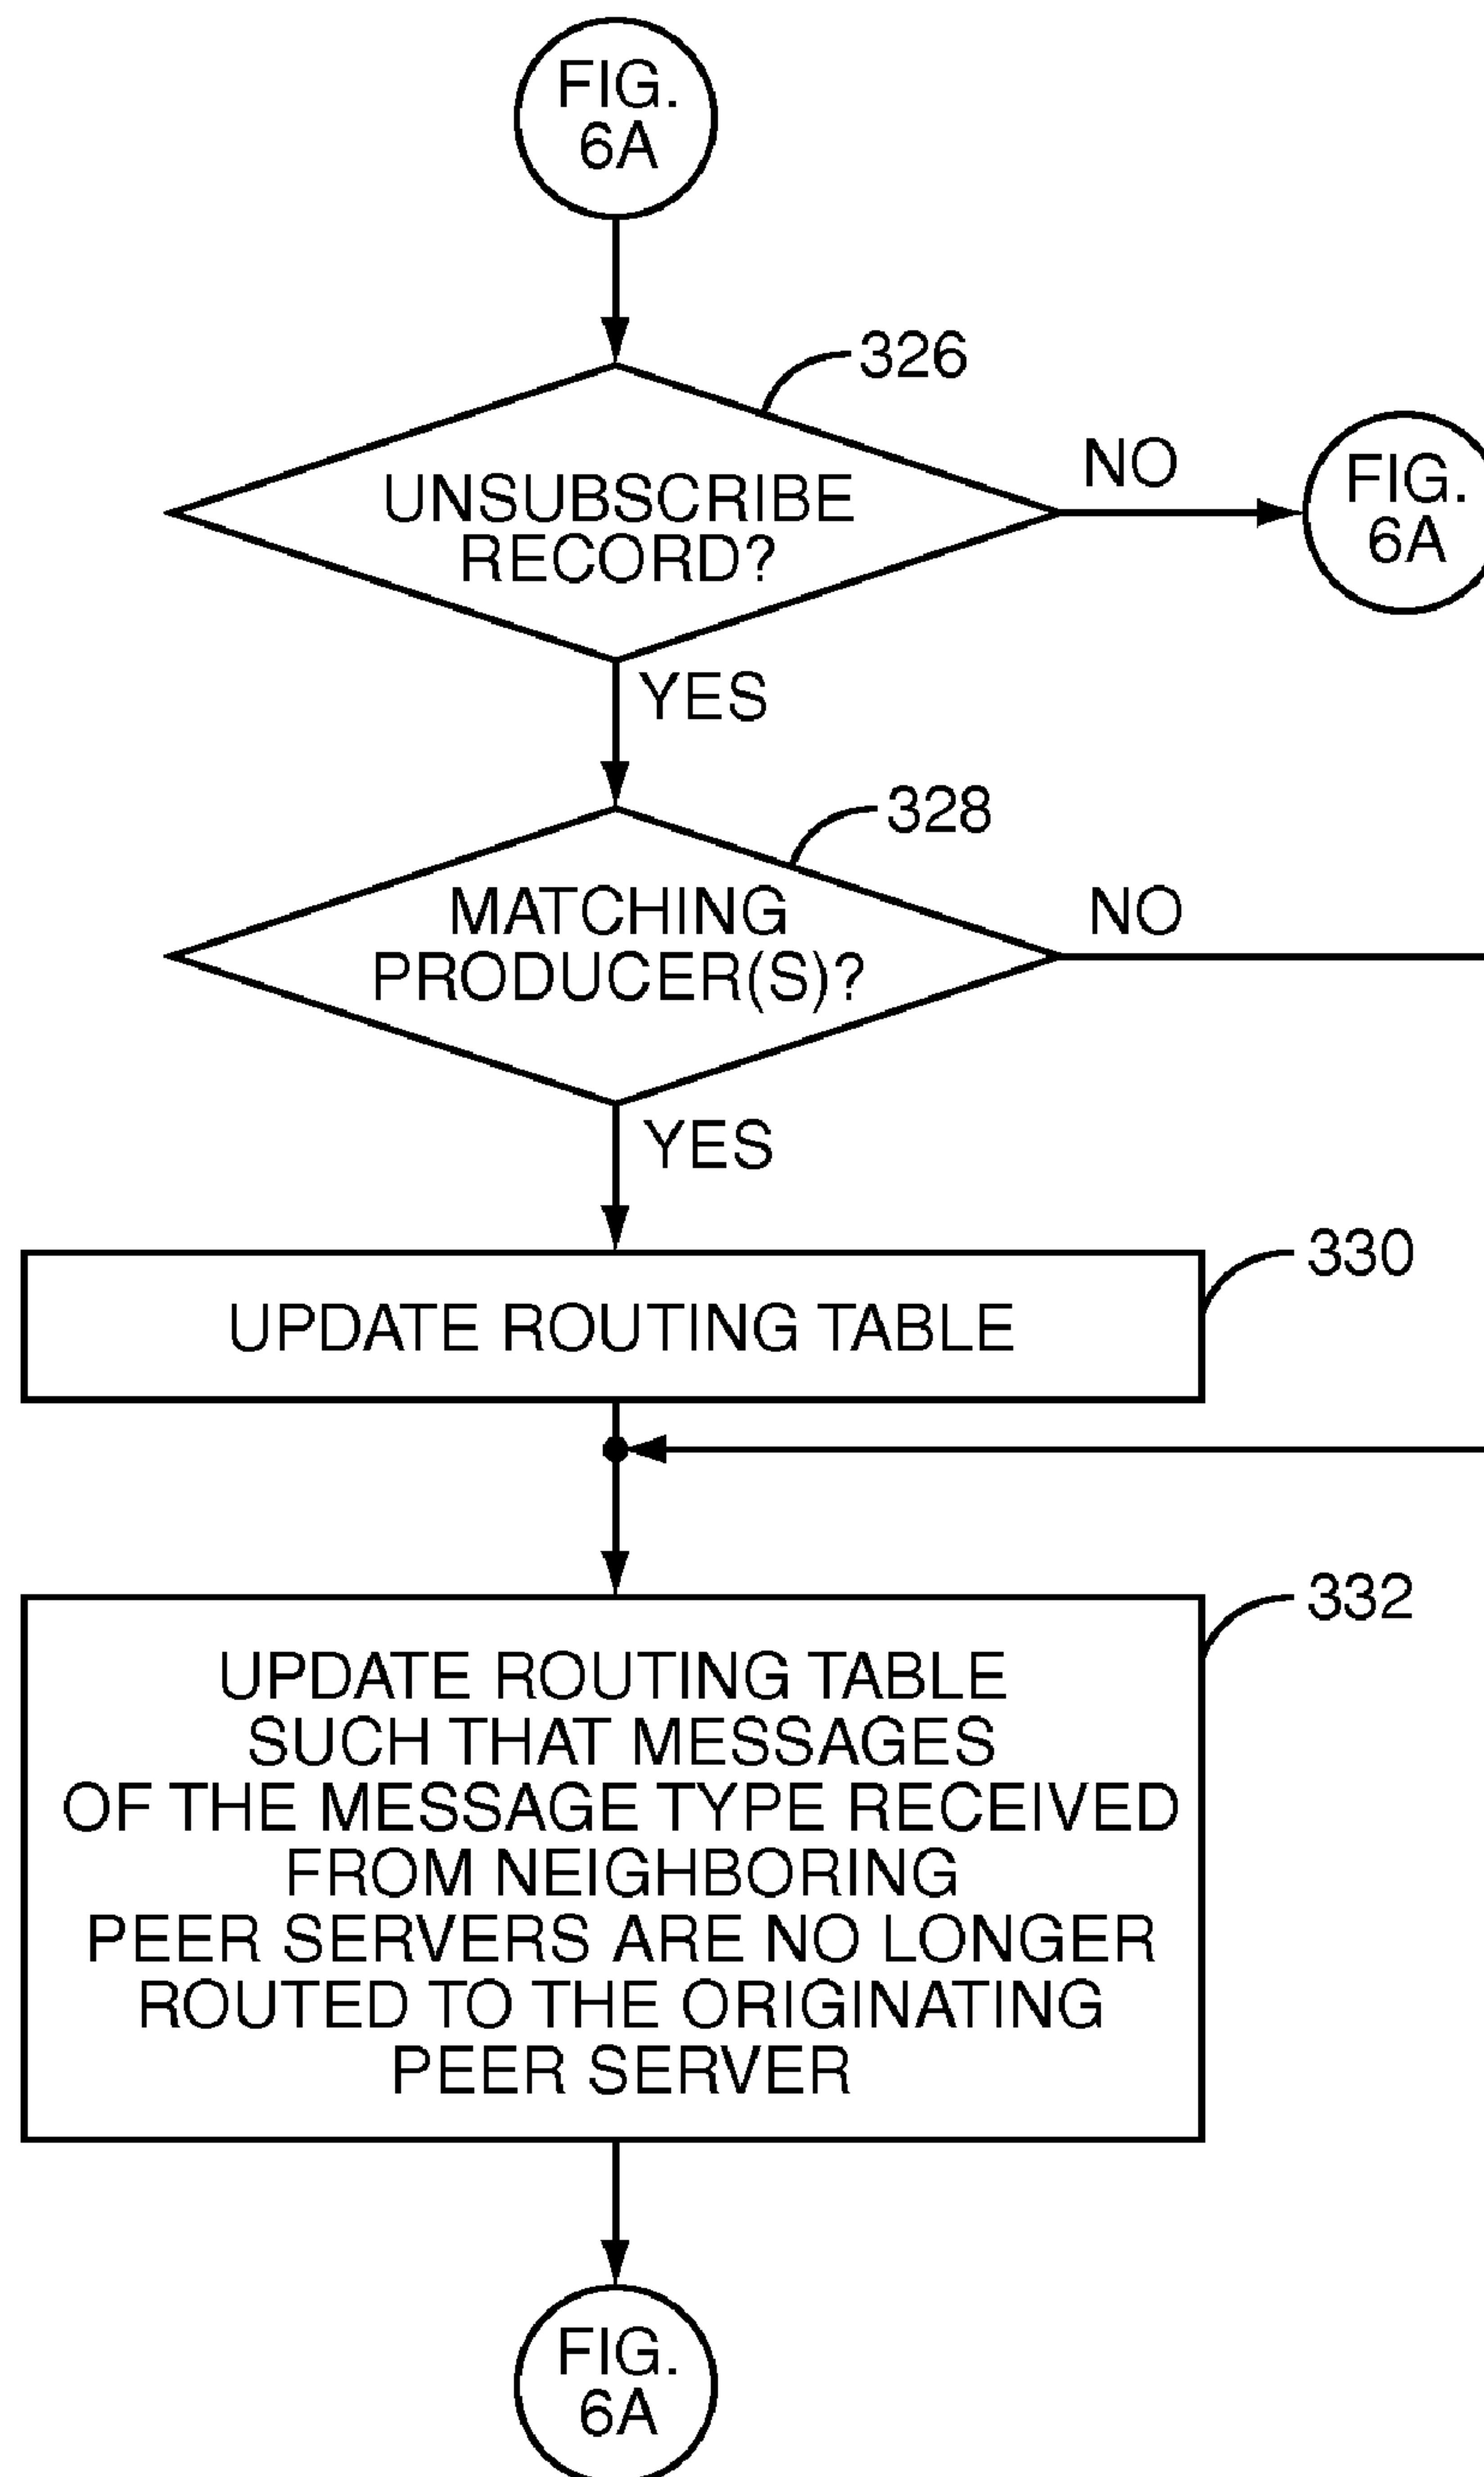 FIG.
6A
326
UNSUBSCRIBE
RECORD?
NO
FIG.
6A
YES
328
MATCHING
PRODUCER(S)?
NO
YES
330
UPDATE ROUTING TABLE
332
UPDATE ROUTING TABLE
SUCH THAT MESSAGES
OF THE MESSAGE TYPE RECEIVED
FROM NEIGHBORING
PEER SERVERS ARE NO LONGER
ROUTED TO THE ORIGINATING
PEER SERVER
FIG.
6A